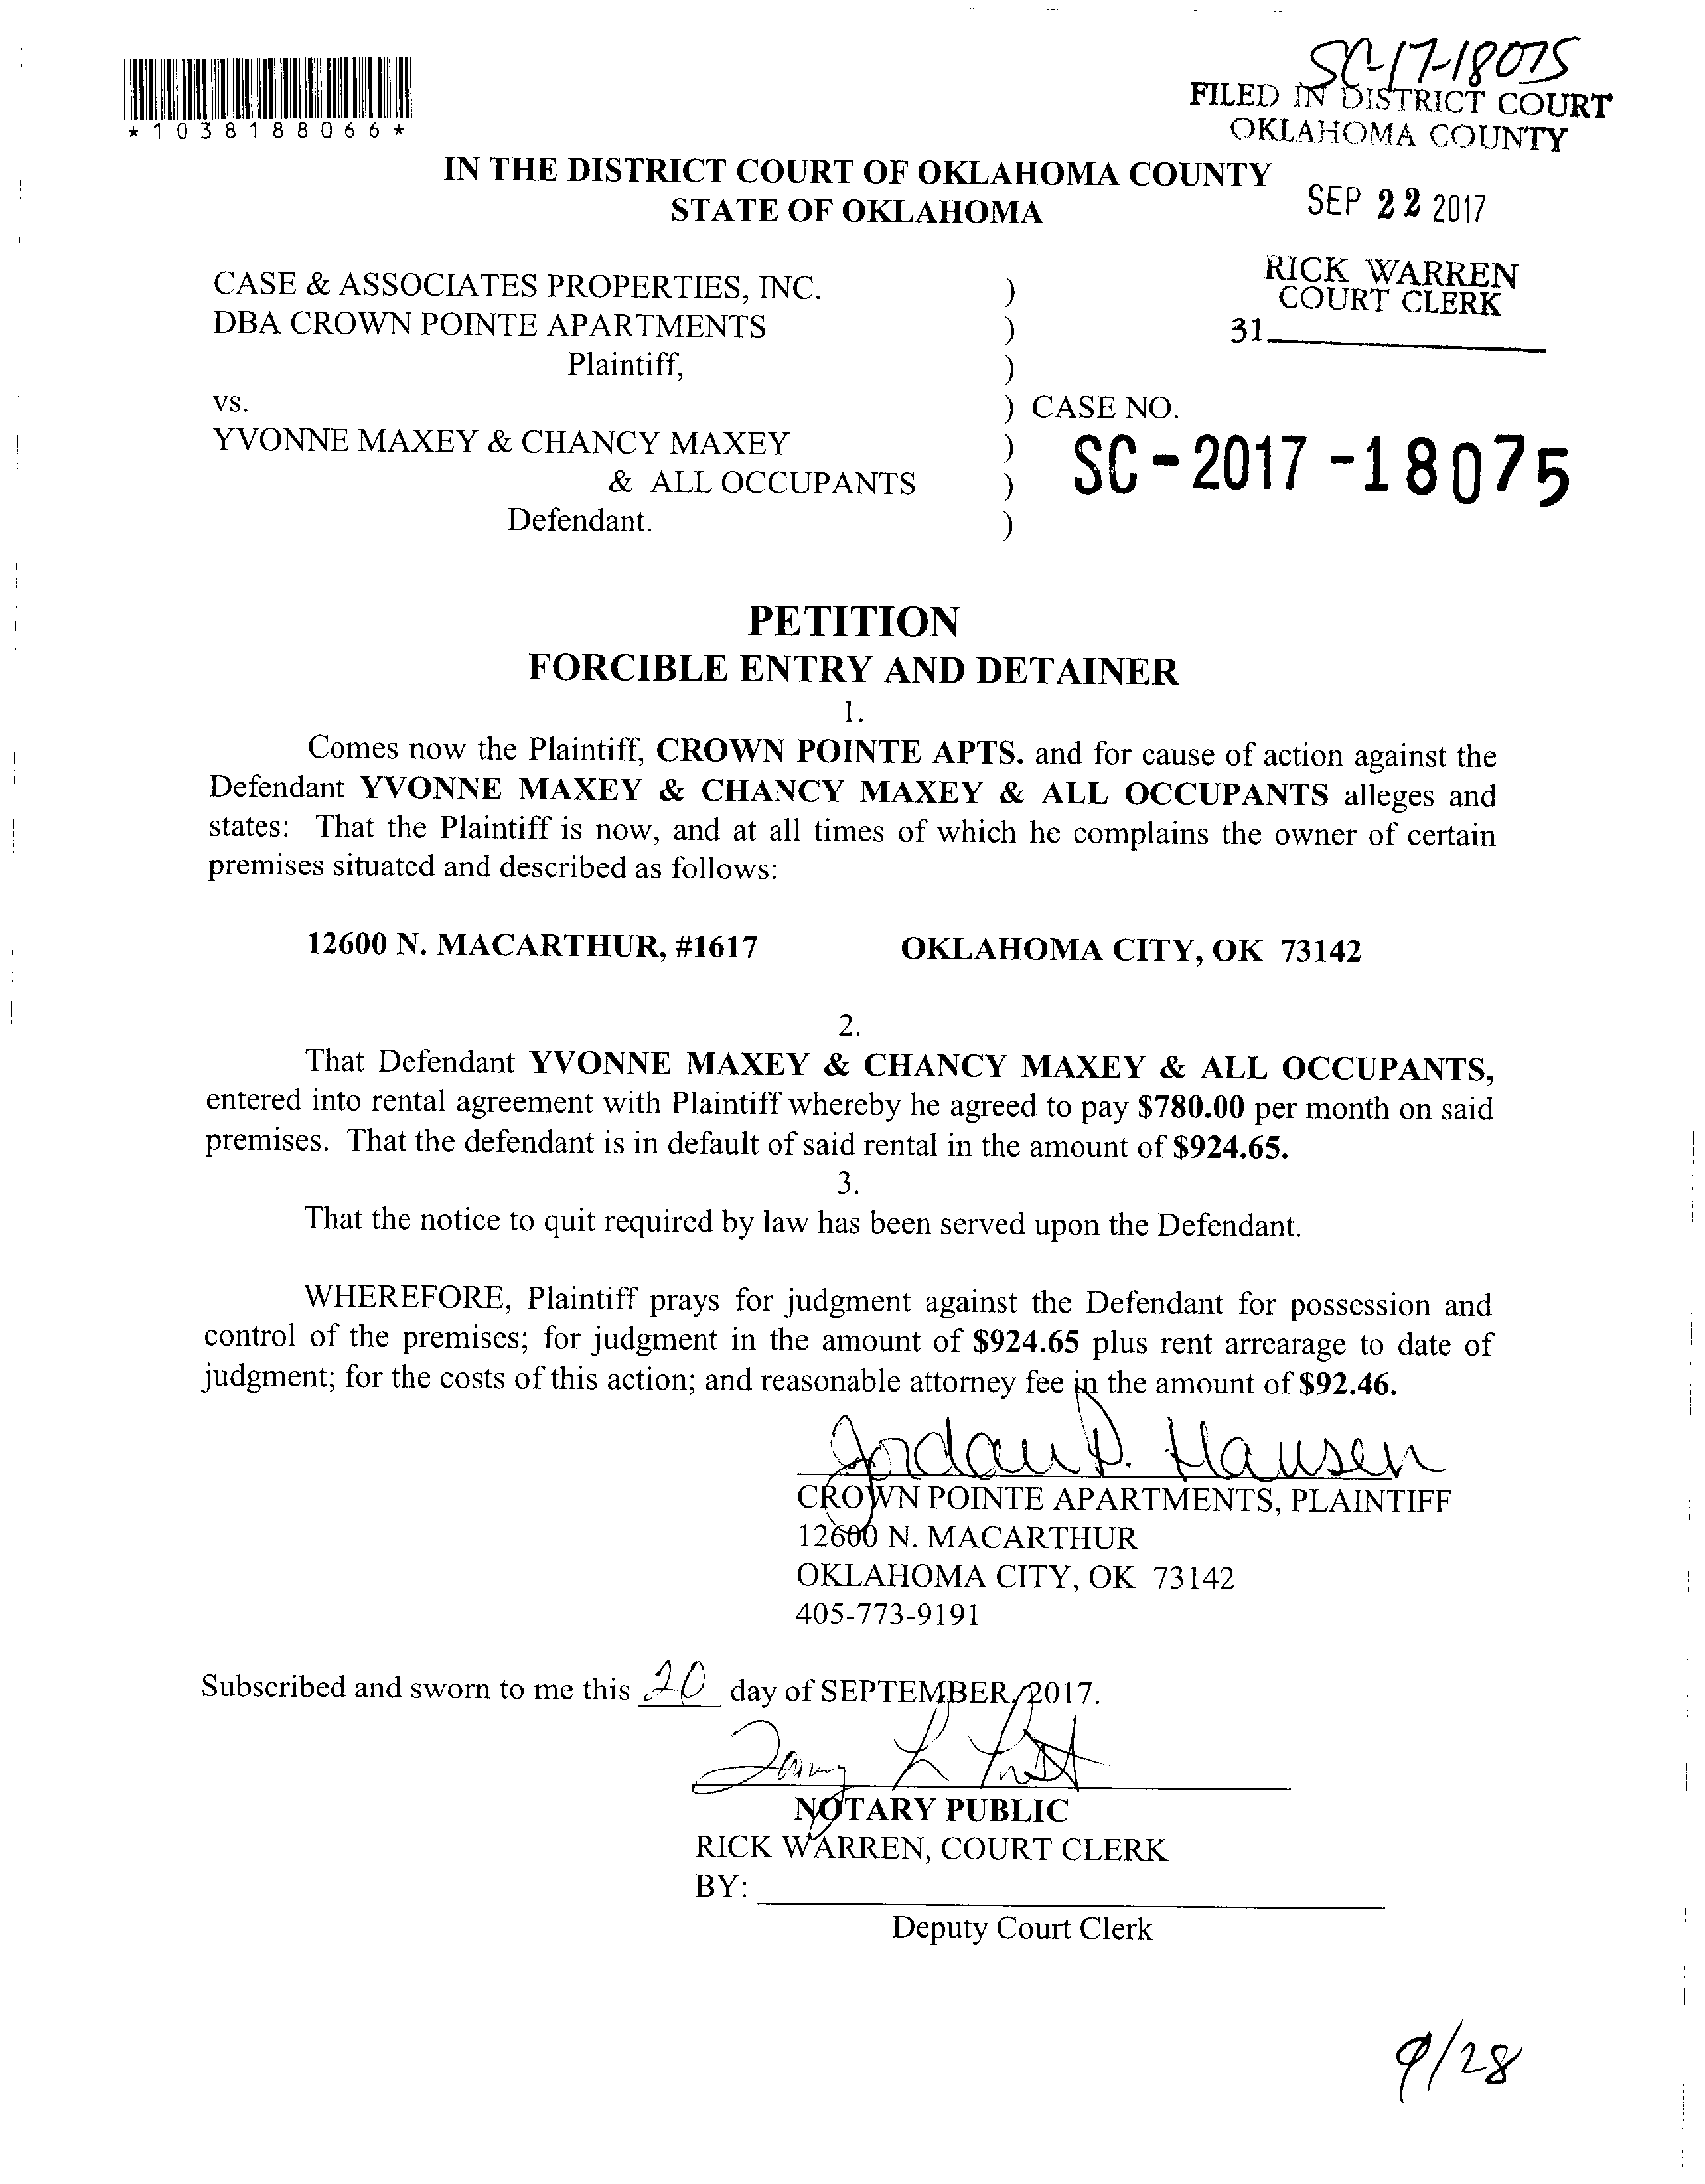 SC-17-18075
FILED IN DISTRICT COURT
OKLAHOMA COUNTY
*1038188066*
IN THE DISTRICT COURT OF OKLAHOMA COUNTY
STATE OF OKLAHOMA
SEP 22 2017
RICK WARREN
COURT CLERK
31
CASE & ASSOCIATES PROPERTIES, INC. )
DBA CROWN POINTE APARTMENTS )
Plaintiff, )
vs. ) CASE NO.
YVONNE MAXEY & CHANCY MAXEY ) SC-2017-18075
& ALL OCCUPANTS )
Defendant. )
PETITION
FORCIBLE ENTRY AND DETAINER
1.
Comes now the Plaintiff, CROWN POINTE APTS. and for cause of action against the
Defendant YVONNE MAXEY & CHANCY MAXEY & ALL OCCUPANTS alleges and
states: That the Plaintiff is now, and at all times of which he complains the owner of certain
premises situated and described as follows:
12600 N. MACARTHUR, #1617 OKLAHOMA CITY, OK 73142
2.
That Defendant YVONNE MAXEY & CHANCY MAXEY & ALL OCCUPANTS,
entered into rental agreement with Plaintiff whereby he agreed to pay $780.00 per month on said
premises. That the defendant is in default of said rental in the amount of $924.65.
3.
That the notice to quit required by law has been served upon the Defendant.
WHEREFORE, Plaintiff prays for judgment against the Defendant for possession and
control of the premises; for judgment in the amount of $924.65 plus rent arrearage to date of
judgment; for the costs of this action; and reasonable attorney fee in the amount of $92.46.
Jordan P. Hansen
CROWN POINTE APARTMENTS, PLAINTIFF
12600 N. MACARTHUR
OKLAHOMA CITY, OK 73142
405-773-9191
Subscribed and sworn to me this 20 day of SEPTEMBER, 2017.
NOTARY PUBLIC
RICK WARREN, COURT CLERK
BY:
Deputy Court Clerk
9/28